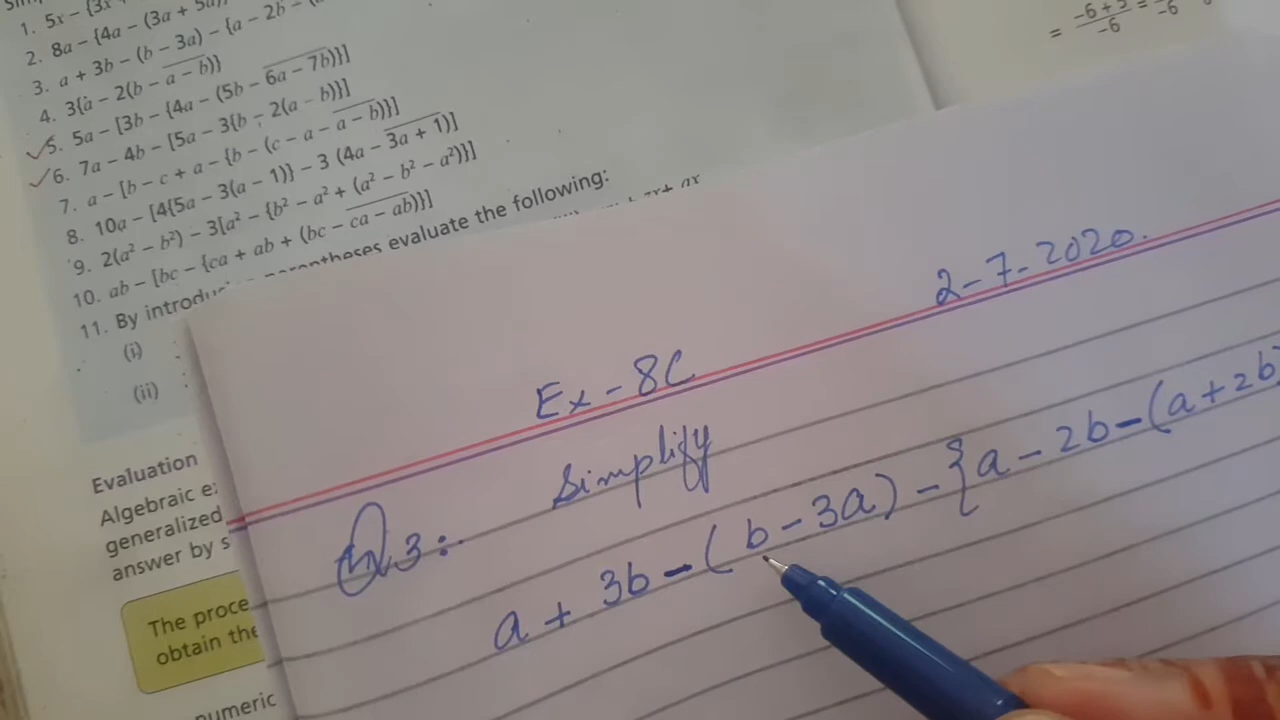 1. 5x − {3x
2. 8a − {4a − (3a + 5a)
3. a + 3b − (b − 3a) − {a − 2b −
4. 3{a − 2(b − a − b)}
5. 5a − [3b − {4a − (5b − 6a − 7b)}]
6. 7a − 4b − [5a − 3{b − 2(a − b)}]
7. a − [b − c + a − {b − (c − a − a − b)}]
8. 10a − [4{5a − 3(a − 1)} − 3 (4a − 3a + 1)]
9. 2(a² − b²) − 3[a² − {b² − a² + (a² − b² − a²)}]
10. ab − [bc − {ca + ab + (bc − ca − ab)}]
11. By introdu parentheses evaluate the following:
(i)
(ii)
Evaluation
Algebraic e
generalized
answer by s
The proce
obtain the
numeric
= −6 + 5 / −6 =
2-7-2020.
Ex - 8C
Simplify
Q.3:-
a + 3b − (b − 3a) − {a − 2b − (a + 2b)